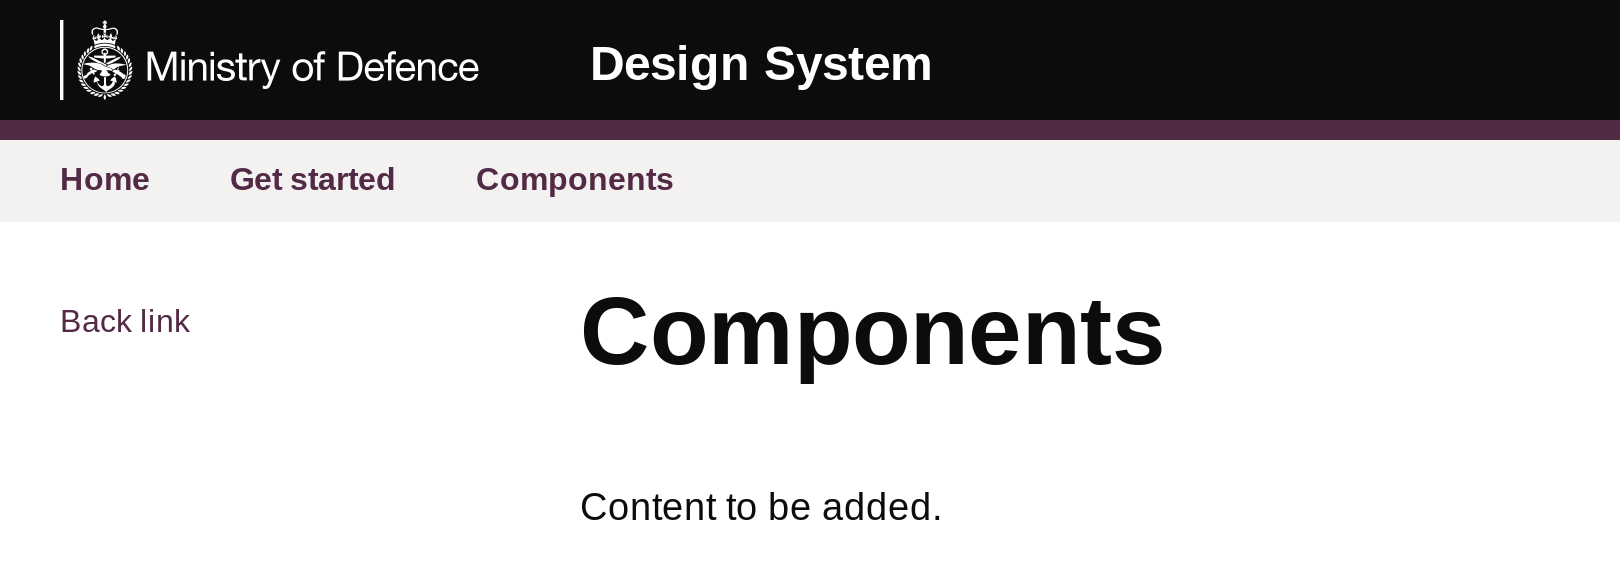 Ministry of Defence
Design System
Home
Get started
Components
Back link
Components
Content to be added.